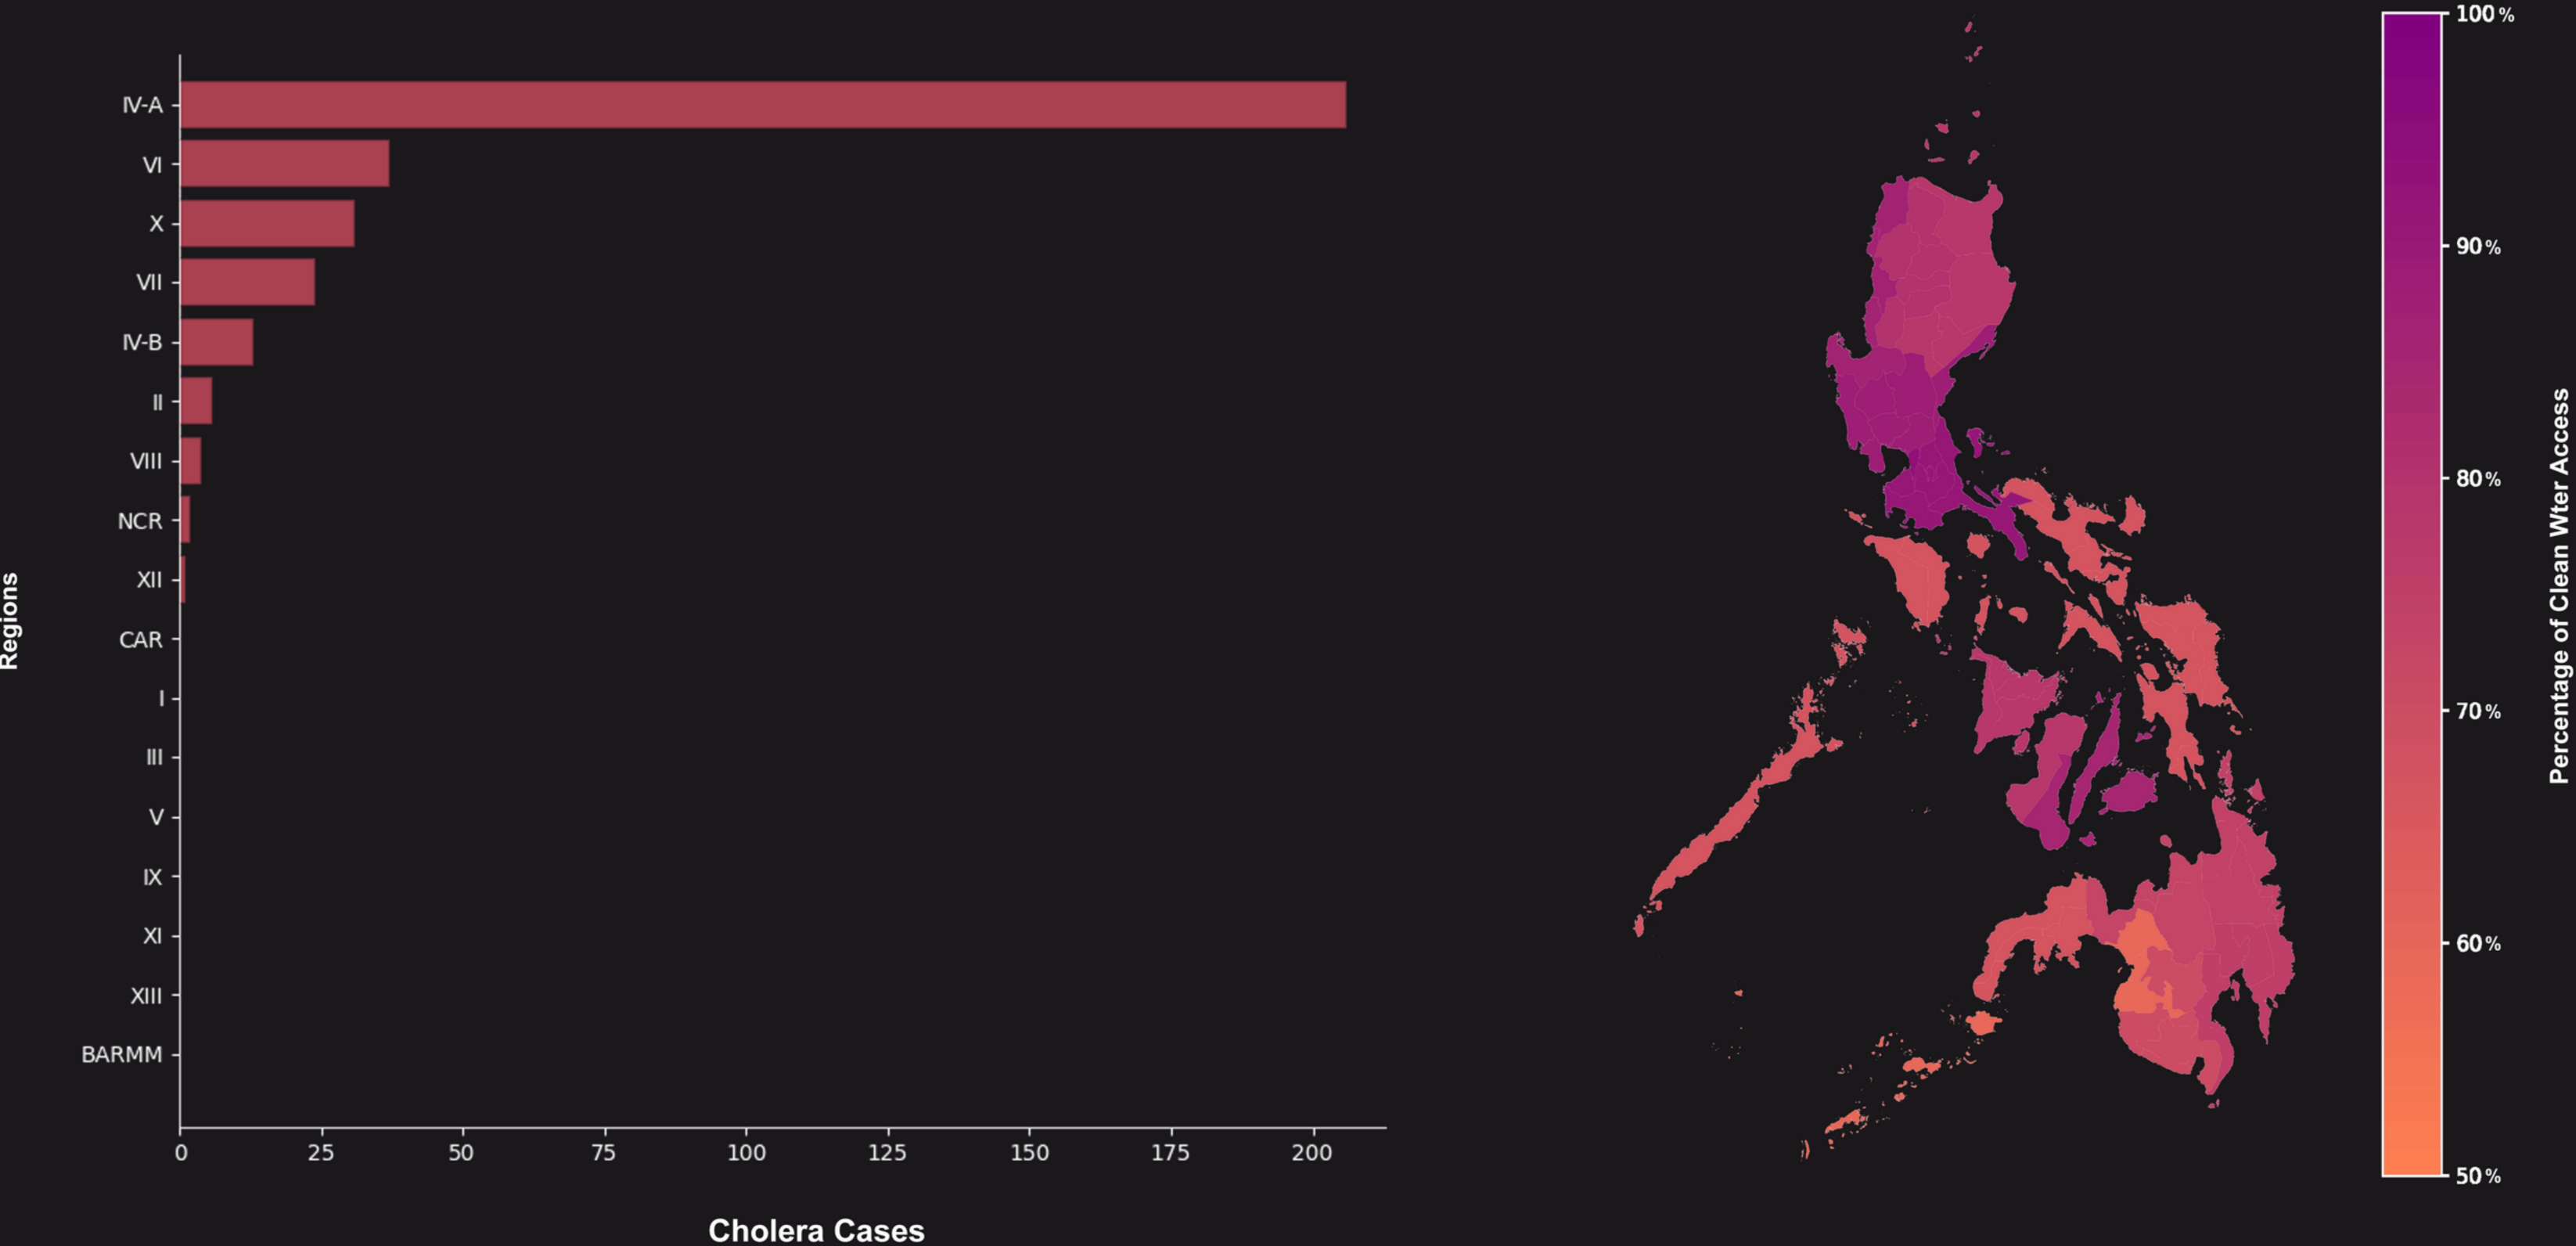 Regions
IV-A
VI
X
VII
IV-B
II
VIII
NCR
XII
CAR
I
III
V
IX
XI
XIII
BARMM
0 25 50 75 100 125 150 175 200
Cholera Cases
100%
90%
80%
70%
60%
50%
Percentage of Clean Wter Access